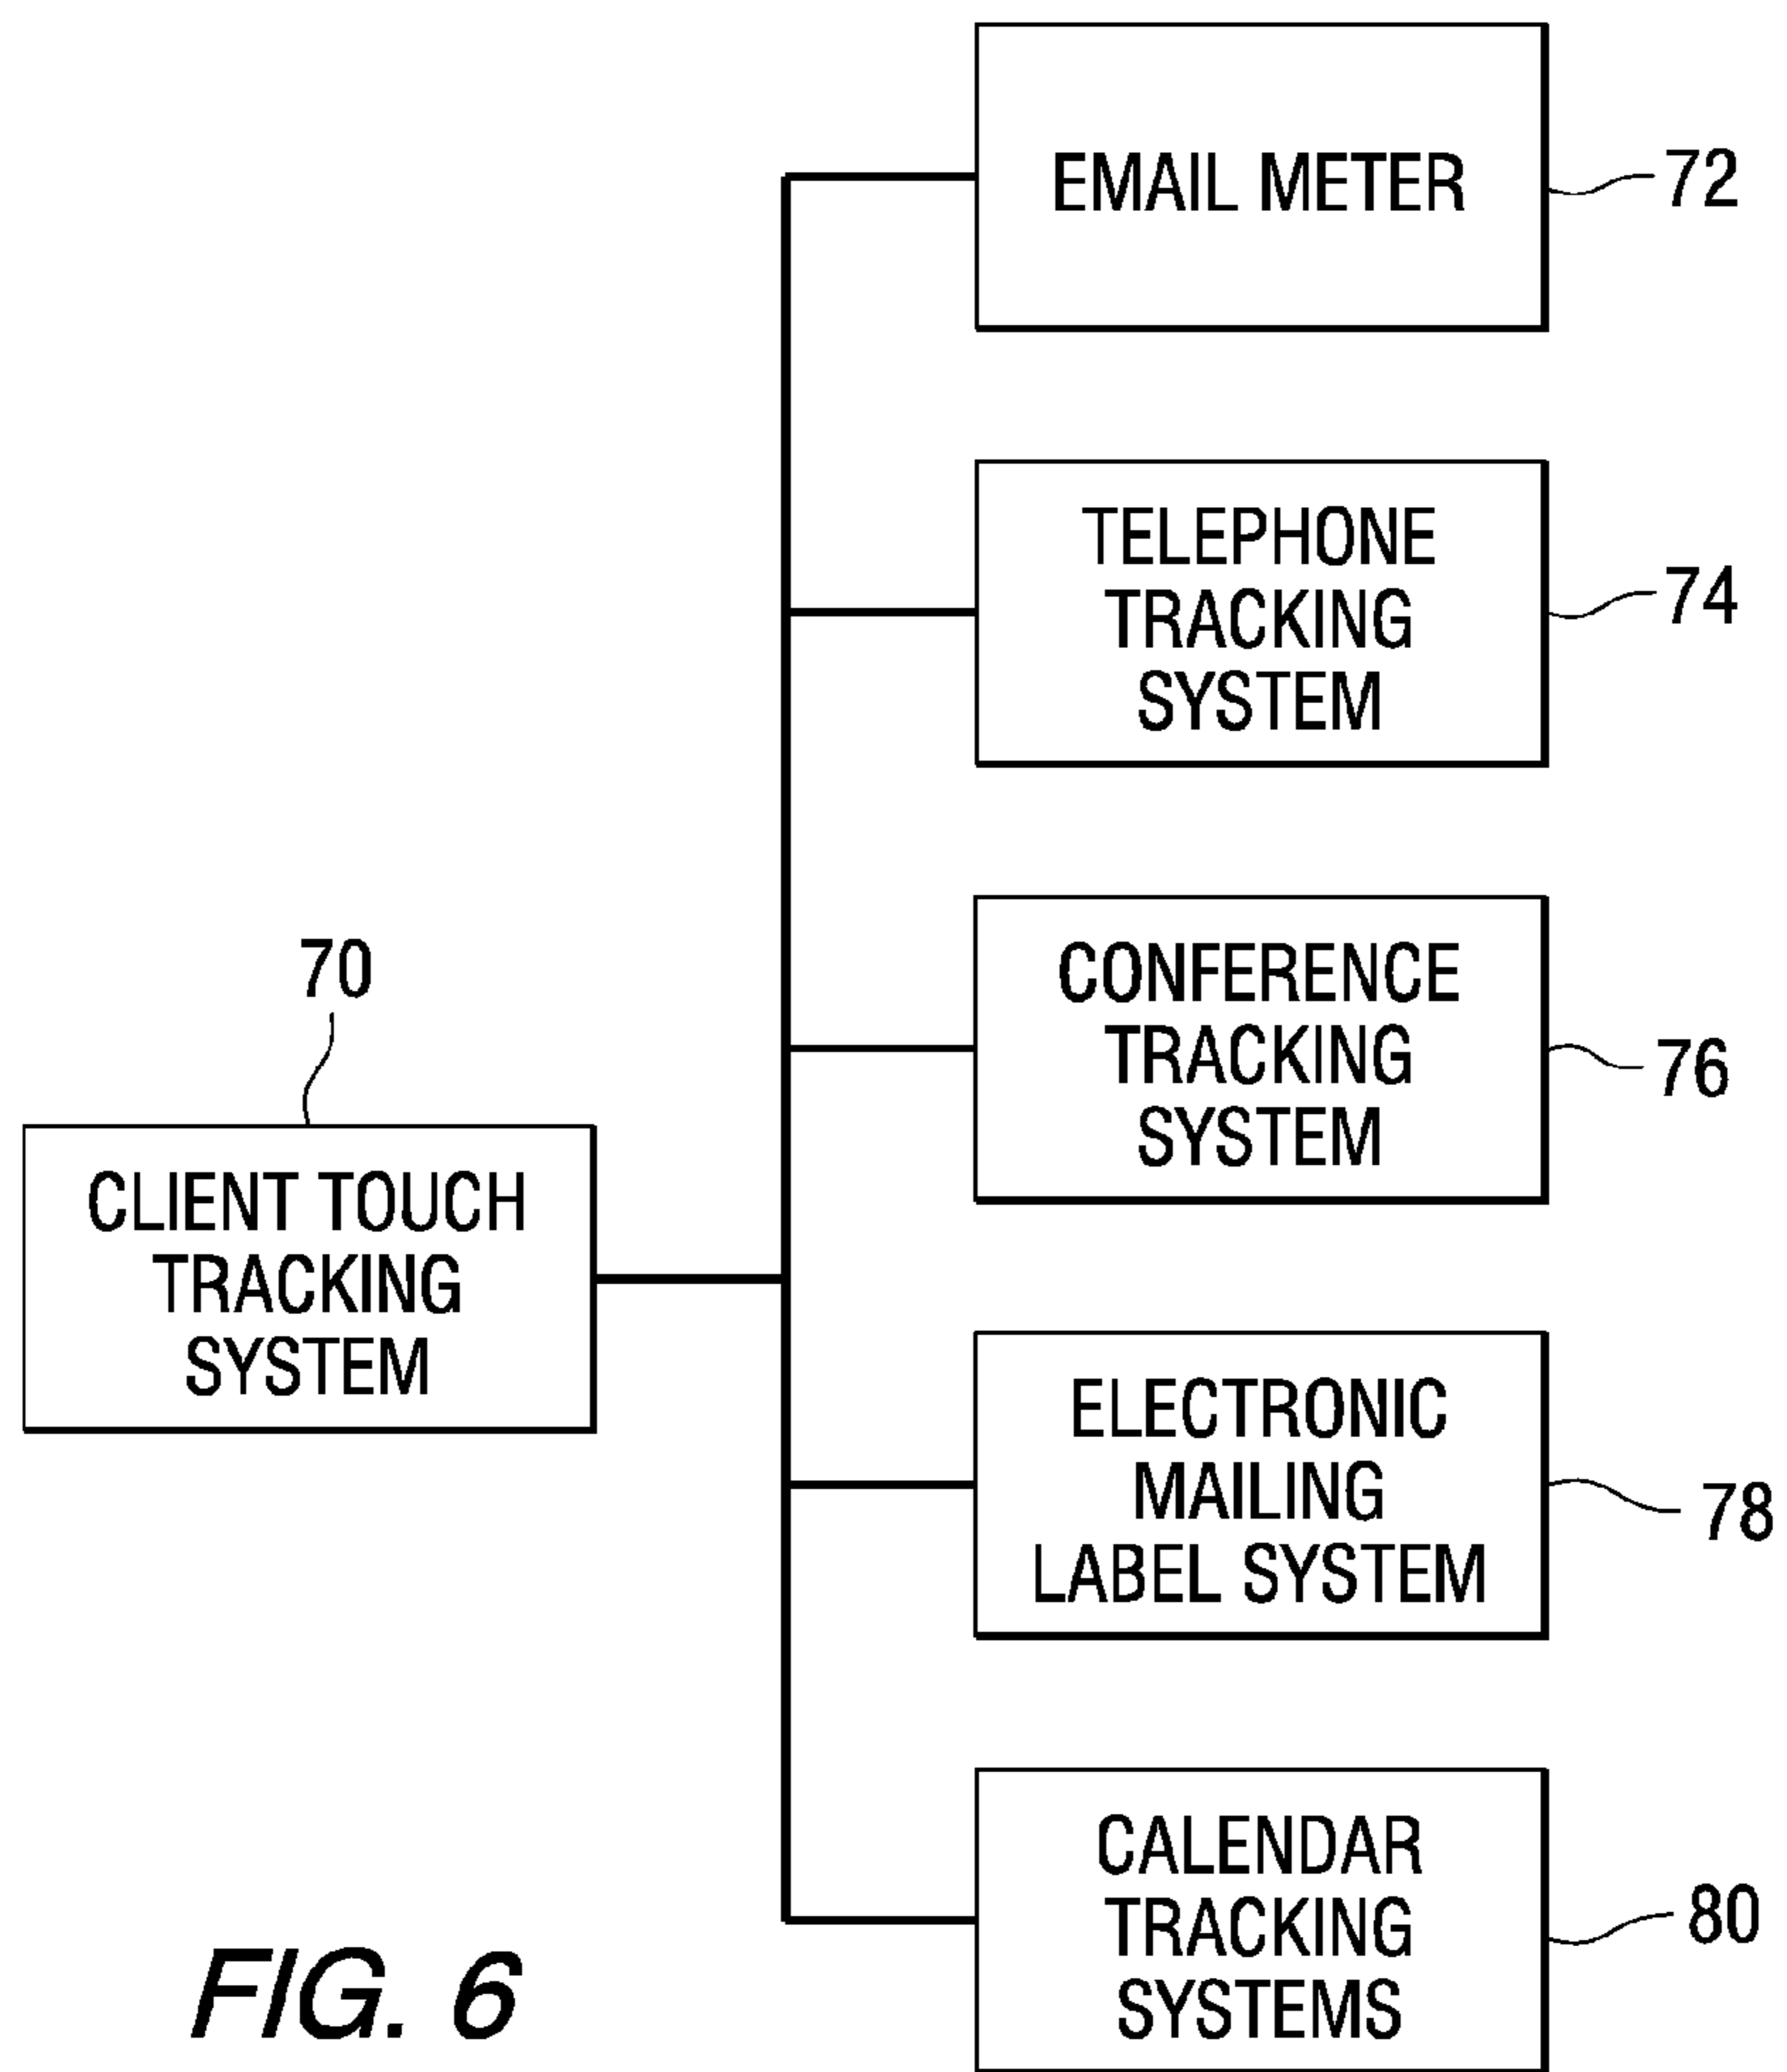 EMAIL METER
72
TELEPHONE
TRACKING
SYSTEM
74
CONFERENCE
TRACKING
SYSTEM
76
70
CLIENT TOUCH
TRACKING
SYSTEM
ELECTRONIC
MAILING
LABEL SYSTEM
78
CALENDAR
TRACKING
SYSTEMS
80
FIG. 6